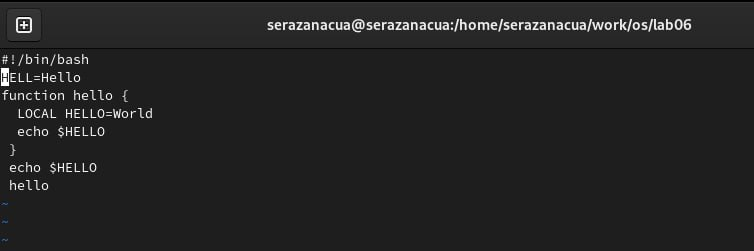 serazanacua@serazanacua:/home/serazanacua/work/os/lab06
#!/bin/bash
HELL=Hello
function hello {
  LOCAL HELLO=World
  echo $HELLO
 }
 echo $HELLO
 hello
~
~
~